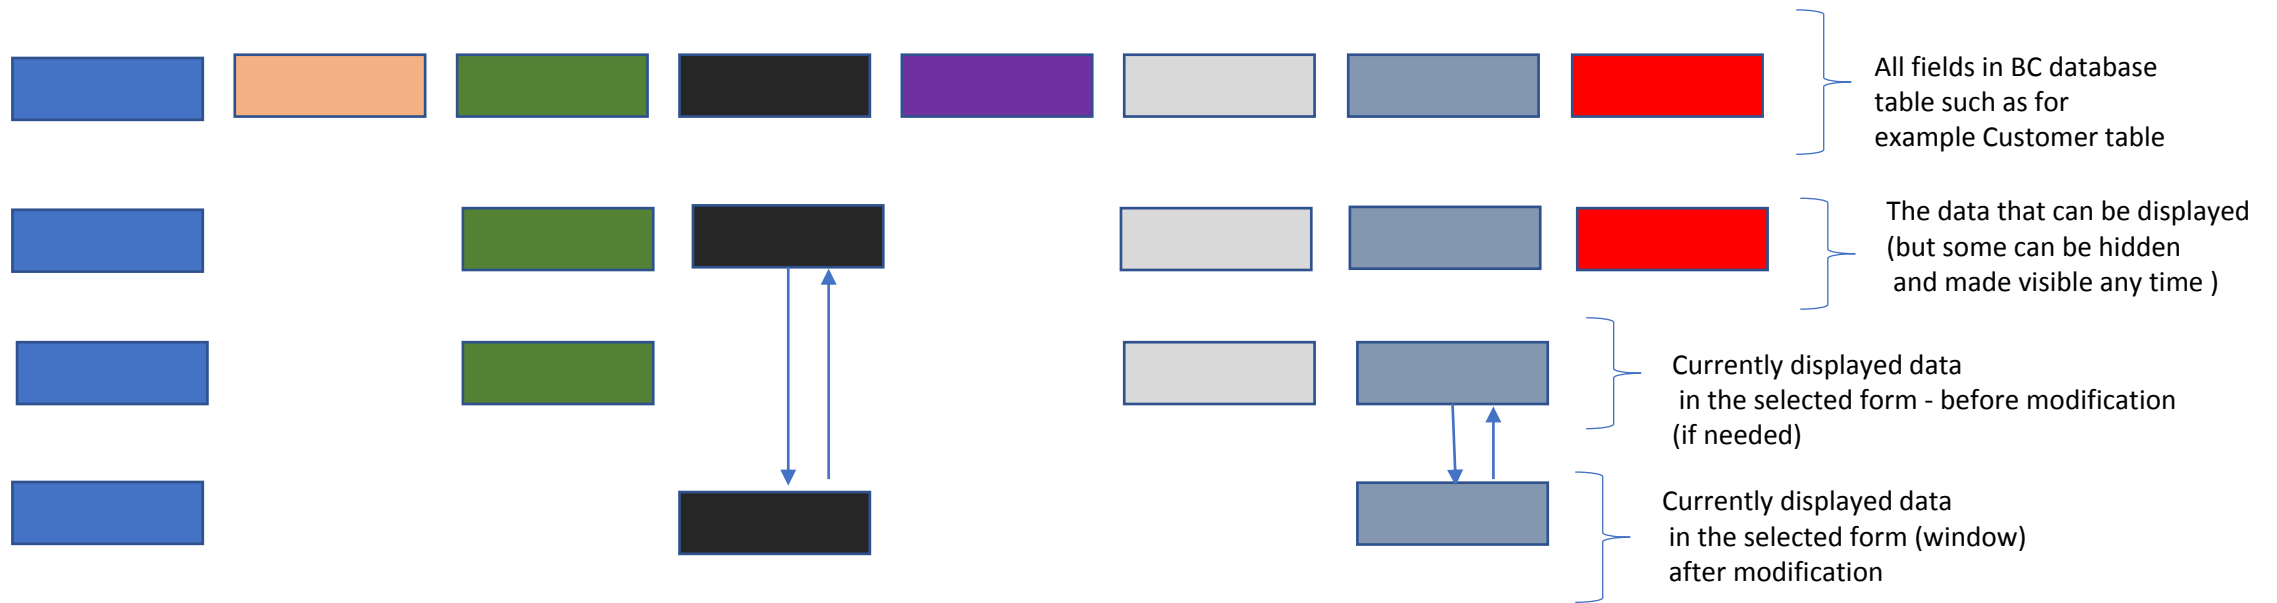 All fields in BC database
table such as for
example Customer table
The data that can be displayed
(but some can be hidden
and made visible any time )
Currently displayed data
in the selected form - before modification
(if needed)
Currently displayed data
in the selected form (window)
after modification